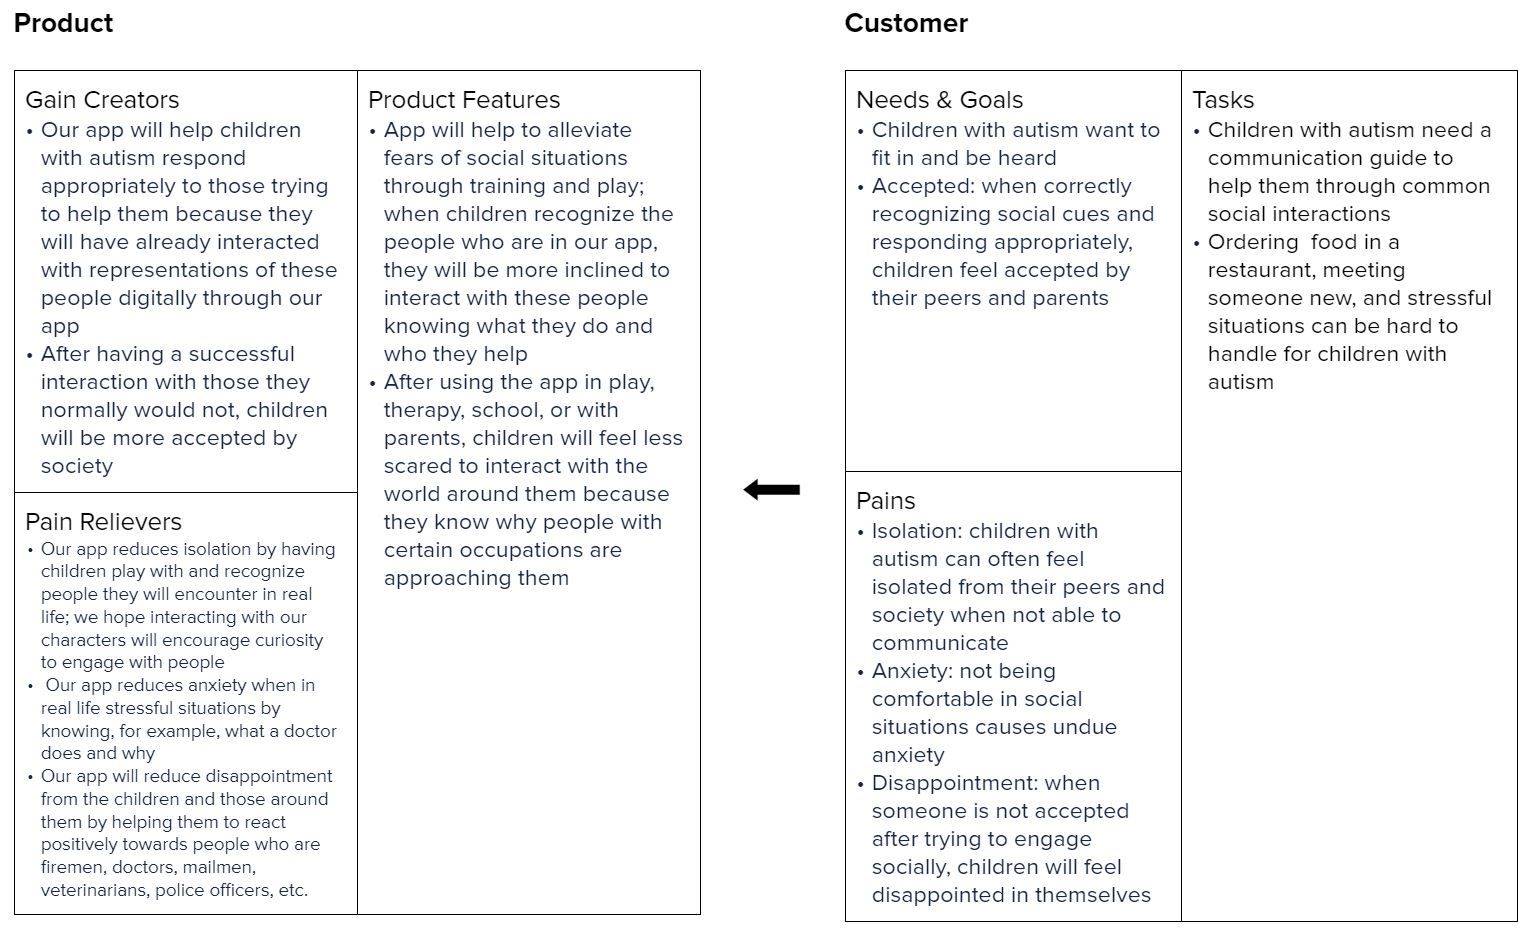 Product
Gain Creators
• Our app will help children
with autism respond
appropriately to those trying
to help them because they
will have already interacted
with representations of these
people digitally through our
app
• After having a successful
interaction with those they
normally would not, children
will be more accepted by
society
Pain Relievers
• Our app reduces isolation by having
children play with and recognize
people they will encounter in real
life; we hope interacting with our
characters will encourage curiosity
to engage with people
• Our app reduces anxiety when in
real life stressful situations by
knowing, for example, what a doctor
does and why
• Our app will reduce disappointment
from the children and those around
them by helping them to react
positively towards people who are
firemen, doctors, mailmen,
veterinarians, police officers, etc.
Product Features
• App will help to alleviate
fears of social situations
through training and play;
when children recognize the
people who are in our app,
they will be more inclined to
interact with these people
knowing what they do and
who they help
• After using the app in play,
therapy, school, or with
parents, children will feel less
scared to interact with the
world around them because
they know why people with
certain occupations are
approaching them
Customer
Needs & Goals
• Children with autism want to
fit in and be heard
• Accepted: when correctly
recognizing social cues and
responding appropriately,
children feel accepted by
their peers and parents
Pains
• Isolation: children with
autism can often feel
isolated from their peers and
society when not able to
communicate
• Anxiety: not being
comfortable in social
situations causes undue
anxiety
• Disappointment: when
someone is not accepted
after trying to engage
socially, children will feel
disappointed in themselves
Tasks
• Children with autism need a
communication guide to
help them through common
social interactions
• Ordering  food in a
restaurant, meeting
someone new, and stressful
situations can be hard to
handle for children with
autism